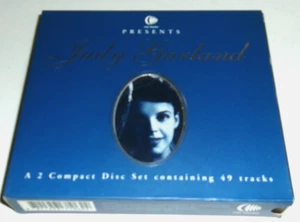 PRESENTS
Judy Garland
A 2 Compact Disc Set containing 49 tracks